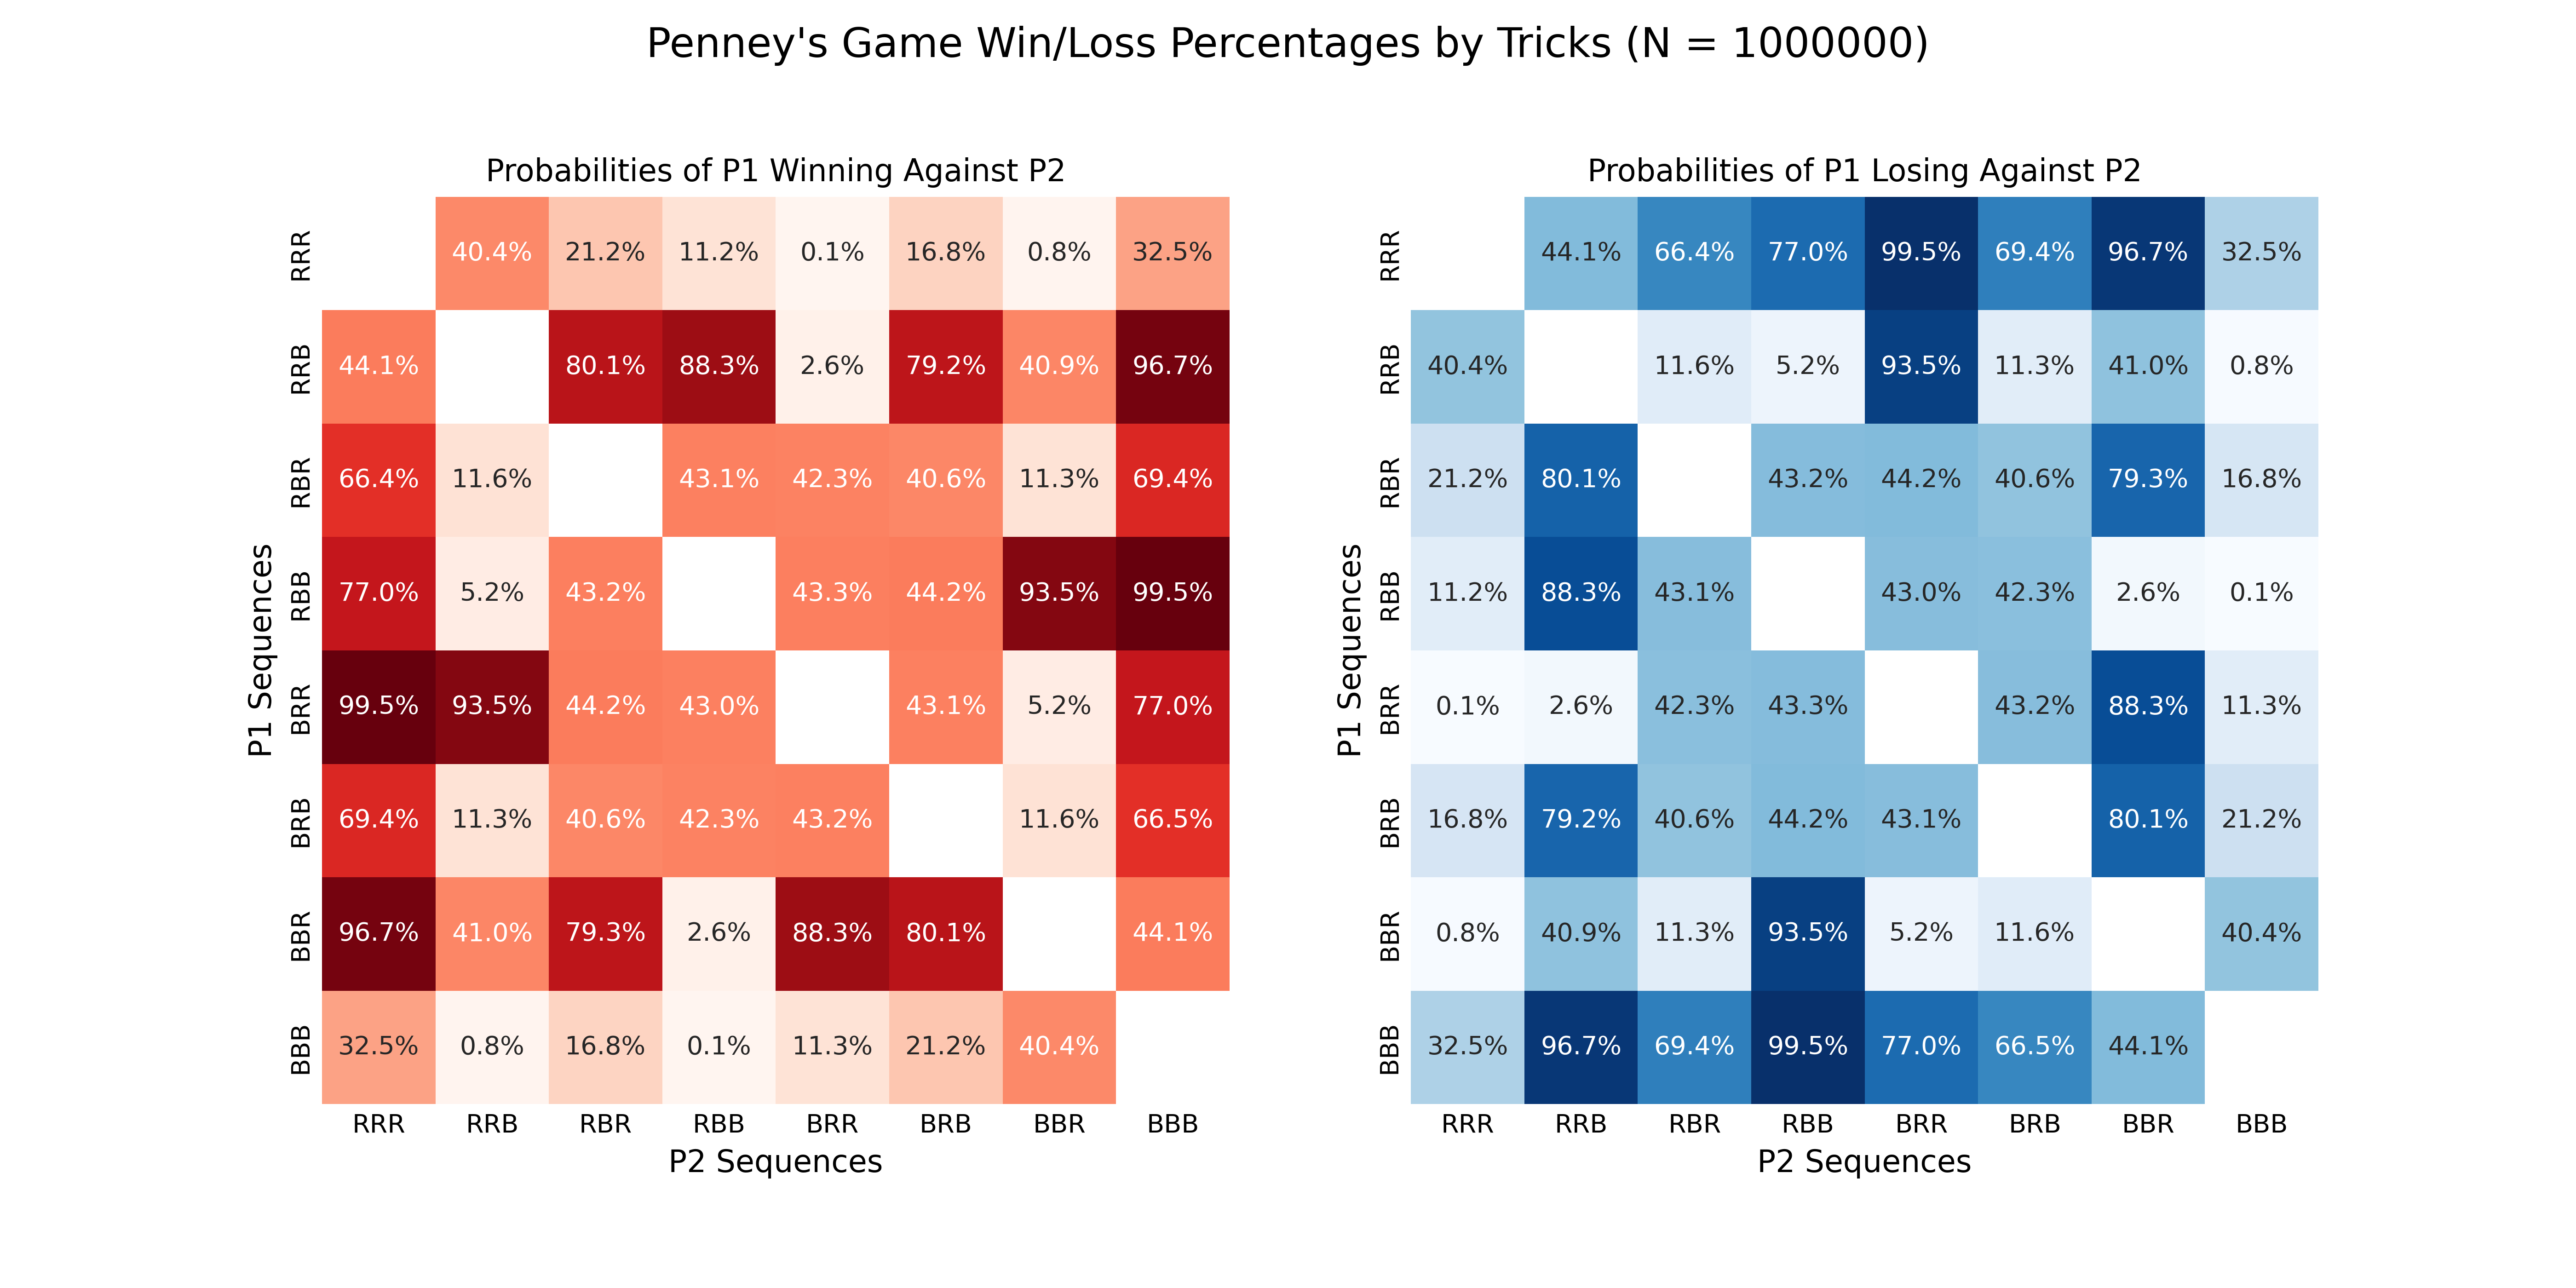 Penney's Game Win/Loss Percentages by Tricks (N = 1000000)
Probabilities of P1 Winning Against P2
P1 Sequences
RRR 40.4% 21.2% 11.2% 0.1% 16.8% 0.8% 32.5%
RRB 44.1% 80.1% 88.3% 2.6% 79.2% 40.9% 96.7%
RBR 66.4% 11.6% 43.1% 42.3% 40.6% 11.3% 69.4%
RBB 77.0% 5.2% 43.2% 43.3% 44.2% 93.5% 99.5%
BRR 99.5% 93.5% 44.2% 43.0% 43.1% 5.2% 77.0%
BRB 69.4% 11.3% 40.6% 42.3% 43.2% 11.6% 66.5%
BBR 96.7% 41.0% 79.3% 2.6% 88.3% 80.1% 44.1%
BBB 32.5% 0.8% 16.8% 0.1% 11.3% 21.2% 40.4%
RRR RRB RBR RBB BRR BRB BBR BBB
P2 Sequences
Probabilities of P1 Losing Against P2
P1 Sequences
RRR 44.1% 66.4% 77.0% 99.5% 69.4% 96.7% 32.5%
RRB 40.4% 11.6% 5.2% 93.5% 11.3% 41.0% 0.8%
RBR 21.2% 80.1% 43.2% 44.2% 40.6% 79.3% 16.8%
RBB 11.2% 88.3% 43.1% 43.0% 42.3% 2.6% 0.1%
BRR 0.1% 2.6% 42.3% 43.3% 43.2% 88.3% 11.3%
BRB 16.8% 79.2% 40.6% 44.2% 43.1% 80.1% 21.2%
BBR 0.8% 40.9% 11.3% 93.5% 5.2% 11.6% 40.4%
BBB 32.5% 96.7% 69.4% 99.5% 77.0% 66.5% 44.1%
RRR RRB RBR RBB BRR BRB BBR BBB
P2 Sequences